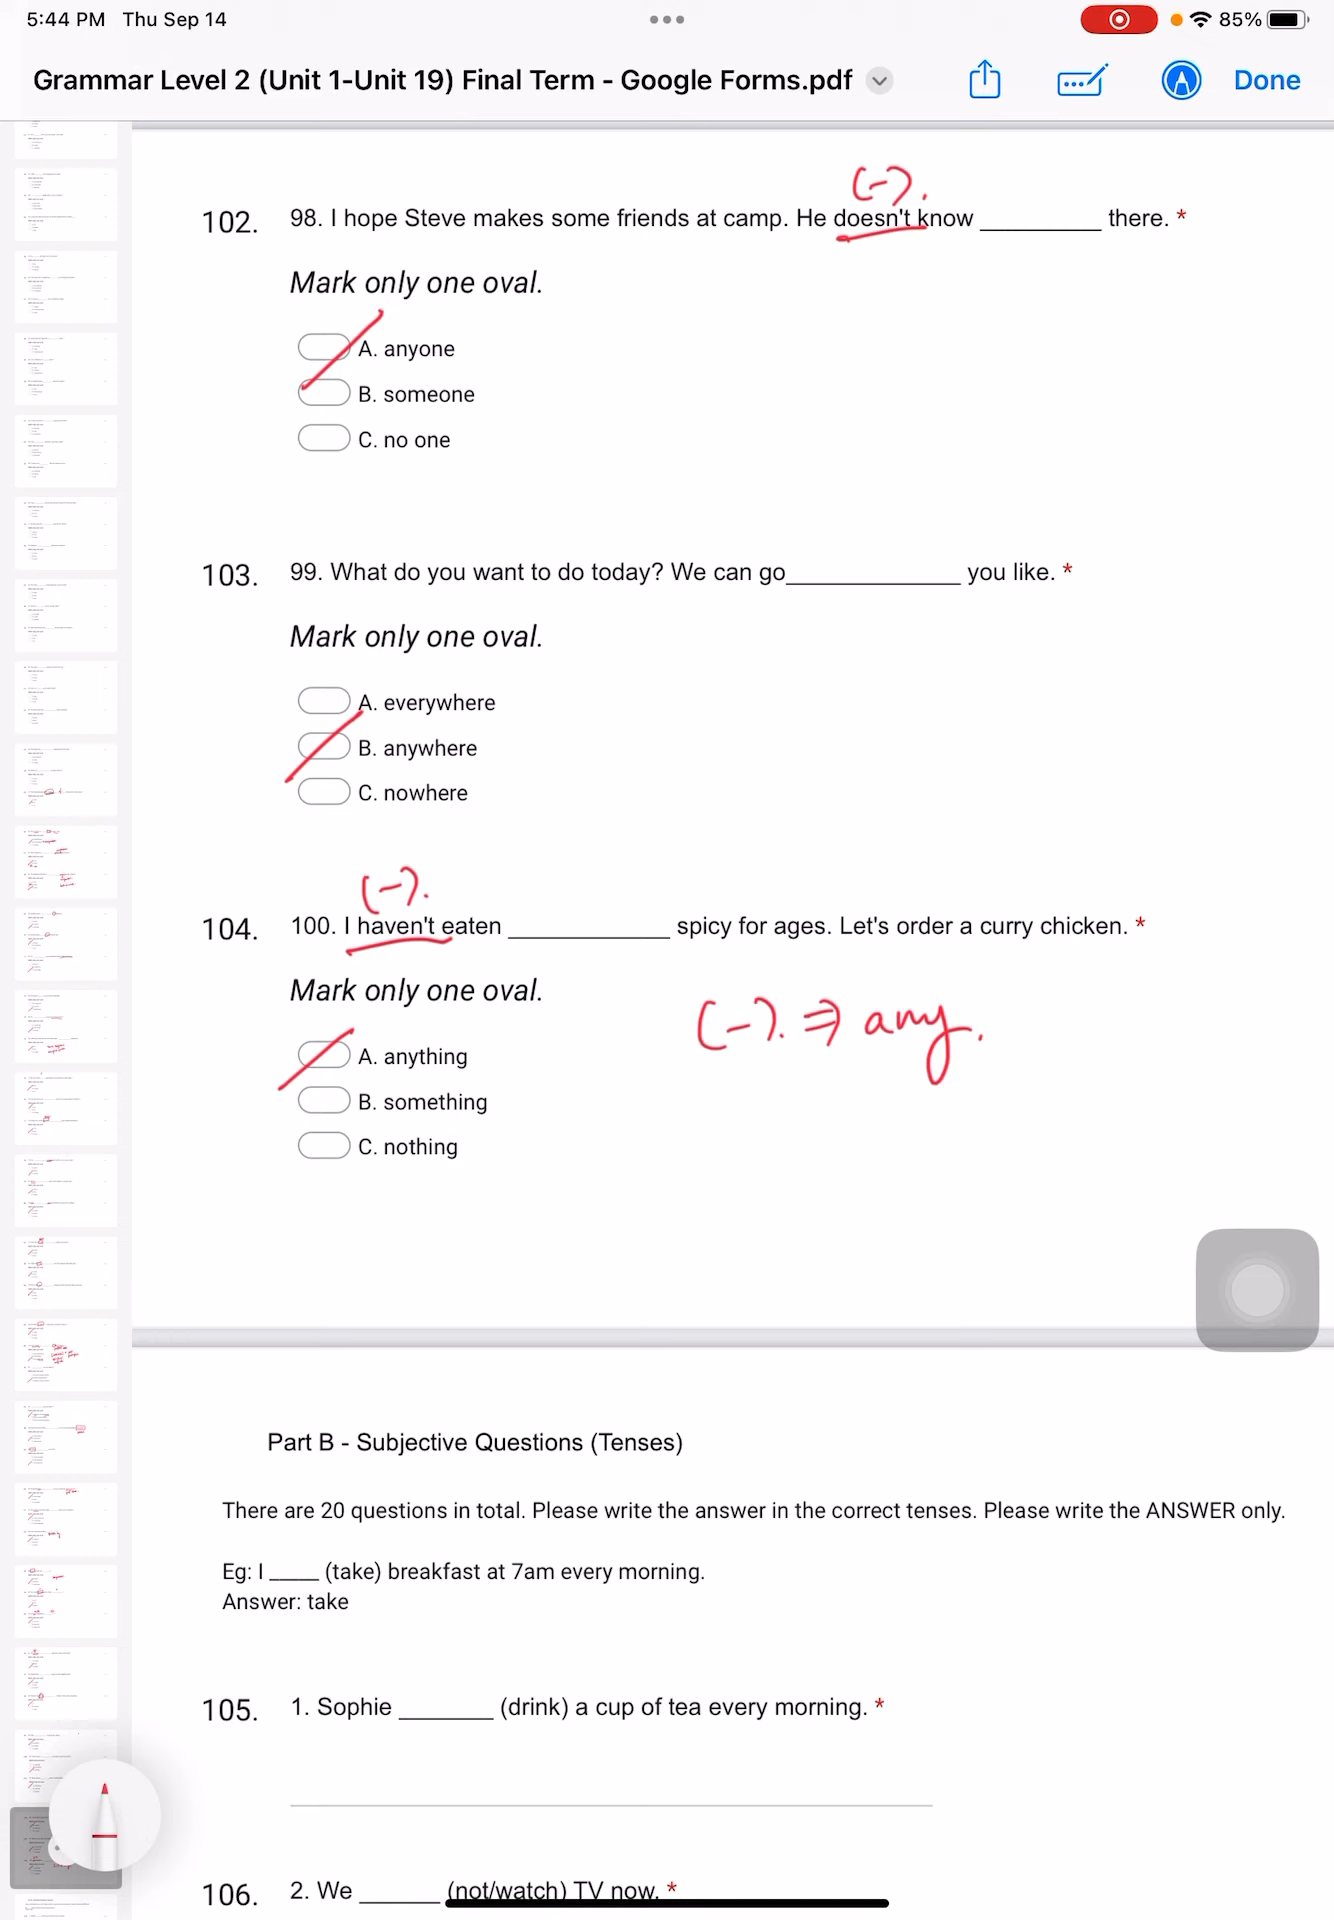 5:44 PM Thu Sep 14
85%
Grammar Level 2 (Unit 1-Unit 19) Final Term - Google Forms.pdf
Done
(-).
102. 98. I hope Steve makes some friends at camp. He doesn't know __________ there. *
Mark only one oval.
A. anyone
B. someone
C. no one
103. 99. What do you want to do today? We can go______________ you like. *
Mark only one oval.
A. everywhere
B. anywhere
C. nowhere
(-).
104. 100. I haven't eaten _____________ spicy for ages. Let's order a curry chicken. *
Mark only one oval.
(-). ⇒ any.
A. anything
B. something
C. nothing
Part B - Subjective Questions (Tenses)
There are 20 questions in total. Please write the answer in the correct tenses. Please write the ANSWER only.
Eg: I ____ (take) breakfast at 7am every morning.
Answer: take
105. 1. Sophie _______ (drink) a cup of tea every morning. *
106. 2. We ______ (not/watch) TV now. *